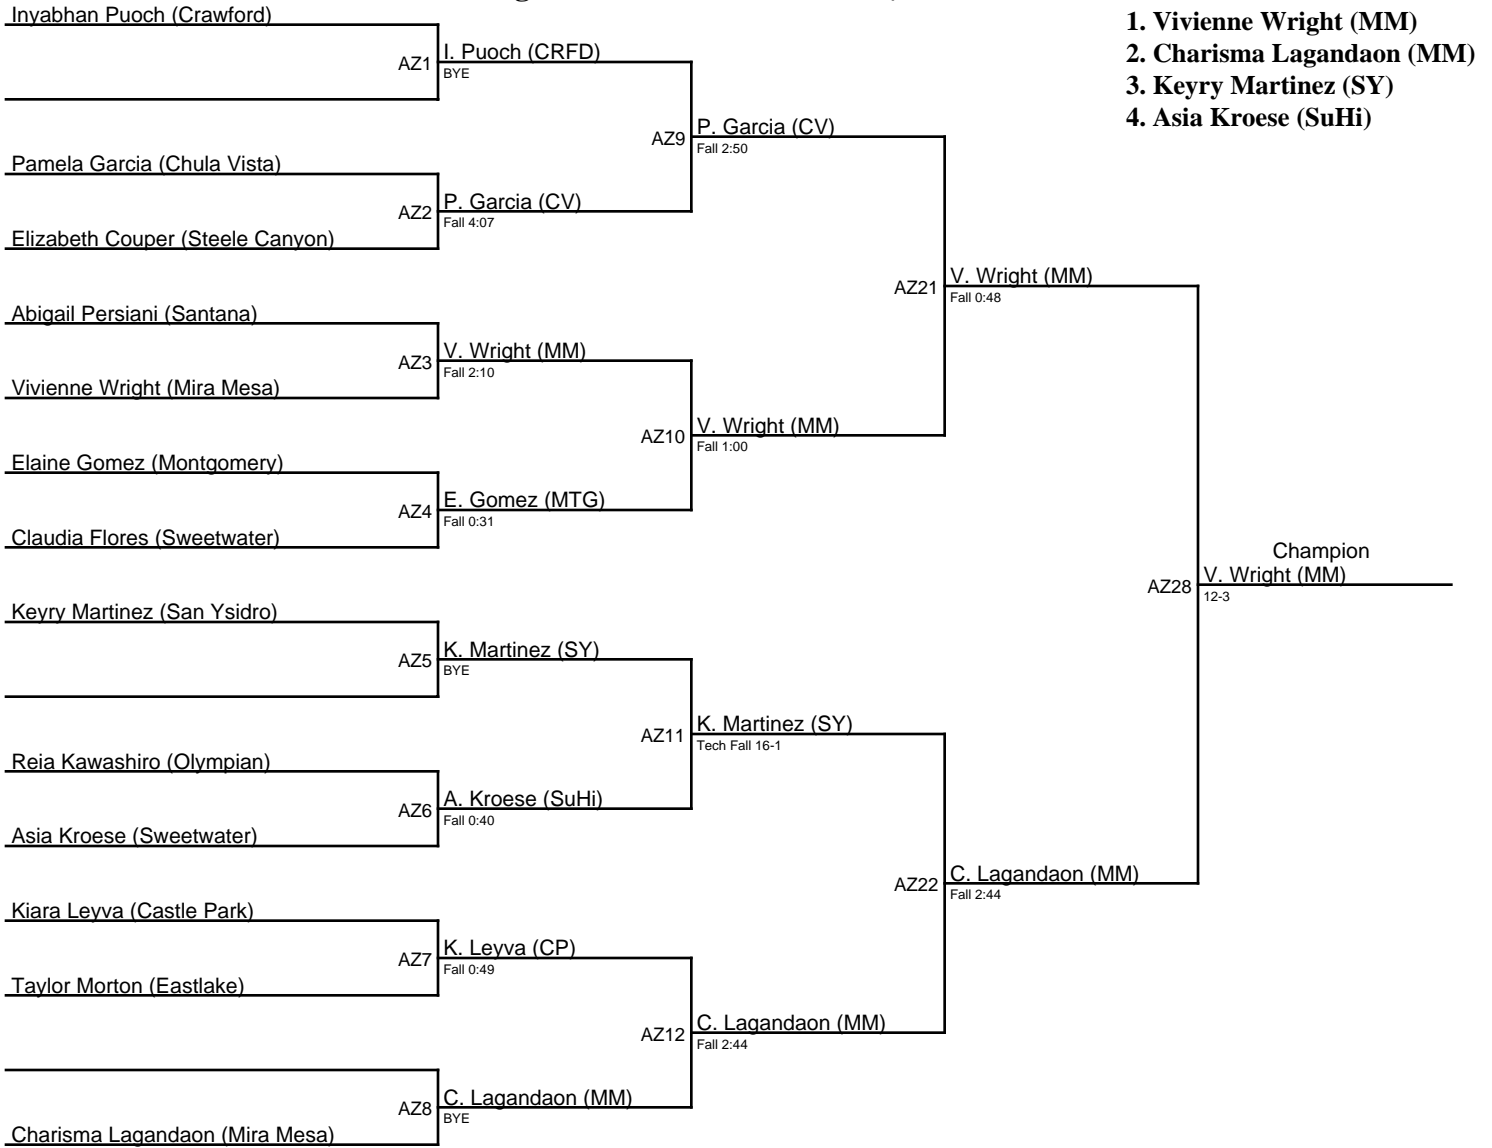 Inyabhan Puoch (Crawford)
AZ1
I. Puoch (CRFD)
BYE
Pamela Garcia (Chula Vista)
AZ2
P. Garcia (CV)
Fall 4:07
Elizabeth Couper (Steele Canyon)
AZ9
P. Garcia (CV)
Fall 2:50
Abigail Persiani (Santana)
AZ3
V. Wright (MM)
Fall 2:10
Vivienne Wright (Mira Mesa)
AZ10
V. Wright (MM)
Fall 1:00
Elaine Gomez (Montgomery)
AZ4
E. Gomez (MTG)
Fall 0:31
Claudia Flores (Sweetwater)
AZ21
V. Wright (MM)
Fall 0:48
Keyry Martinez (San Ysidro)
AZ5
K. Martinez (SY)
BYE
AZ11
K. Martinez (SY)
Tech Fall 16-1
Reia Kawashiro (Olympian)
AZ6
A. Kroese (SuHi)
Fall 0:40
Asia Kroese (Sweetwater)
Kiara Leyva (Castle Park)
AZ7
K. Leyva (CP)
Fall 0:49
Taylor Morton (Eastlake)
AZ12
C. Lagandaon (MM)
Fall 2:44
AZ8
C. Lagandaon (MM)
BYE
Charisma Lagandaon (Mira Mesa)
AZ22
C. Lagandaon (MM)
Fall 2:44
Champion
AZ28
V. Wright (MM)
12-3
1. Vivienne Wright (MM)
2. Charisma Lagandaon (MM)
3. Keyry Martinez (SY)
4. Asia Kroese (SuHi)